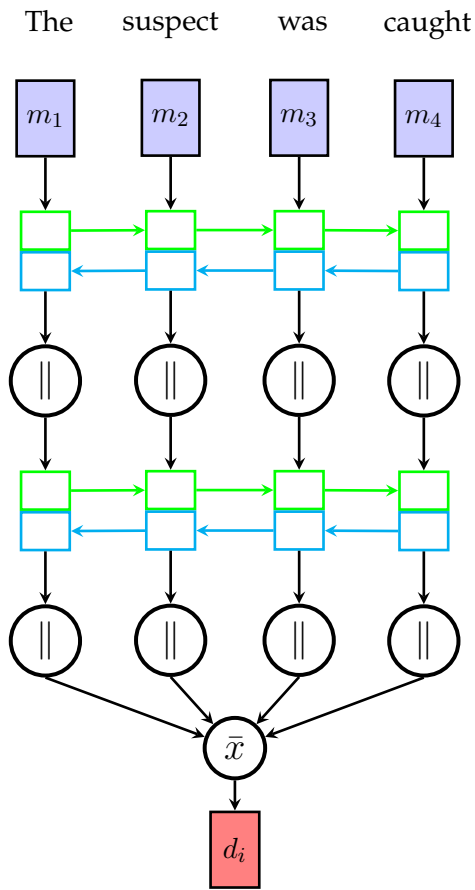 The suspect was caught
m₁ m₂ m₃ m₄
|| || || ||
|| || || ||
x̄
dᵢ